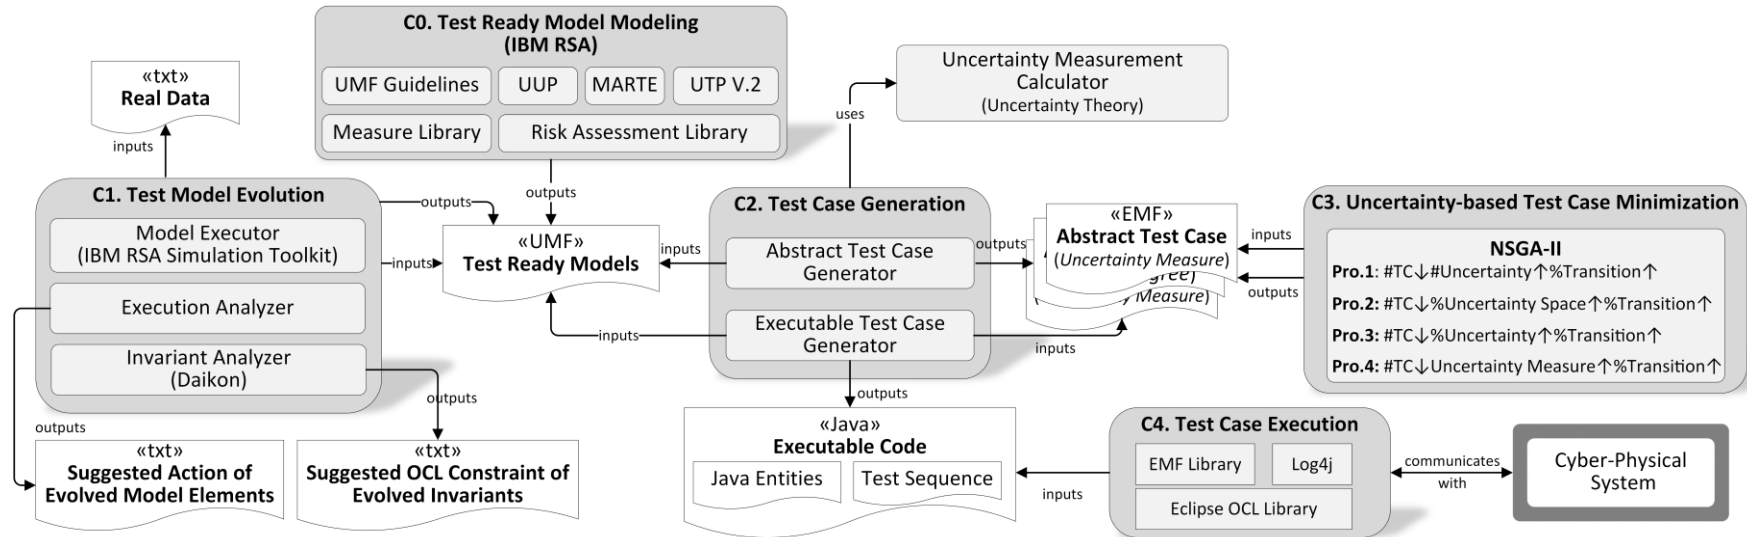 C0. Test Ready Model Modeling
(IBM RSA)
UMF Guidelines
UUP
MARTE
UTP V.2
Measure Library
Risk Assessment Library
«txt»
Real Data
inputs
outputs
Uncertainty Measurement
Calculator
(Uncertainty Theory)
uses
C1. Test Model Evolution
Model Executor
(IBM RSA Simulation Toolkit)
Execution Analyzer
Invariant Analyzer
(Daikon)
outputs
inputs
outputs
outputs
«txt»
Suggested Action of
Evolved Model Elements
«txt»
Suggested OCL Constraint of
Evolved Invariants
«UMF»
Test Ready Models
inputs
inputs
C2. Test Case Generation
Abstract Test Case
Generator
Executable Test Case
Generator
outputs
inputs
outputs
«EMF»
Abstract Test Case
(Uncertainty Measure)
gree)
y Measure)
inputs
outputs
C3. Uncertainty-based Test Case Minimization
NSGA-II
Pro.1: #TC↓#Uncertainty↑%Transition↑
Pro.2: #TC↓%Uncertainty Space↑%Transition↑
Pro.3: #TC↓%Uncertainty↑%Transition↑
Pro.4: #TC↓Uncertainty Measure↑%Transition↑
«Java»
Executable Code
Java Entities
Test Sequence
inputs
C4. Test Case Execution
EMF Library
Log4j
Eclipse OCL Library
communicates
with
Cyber-Physical
System